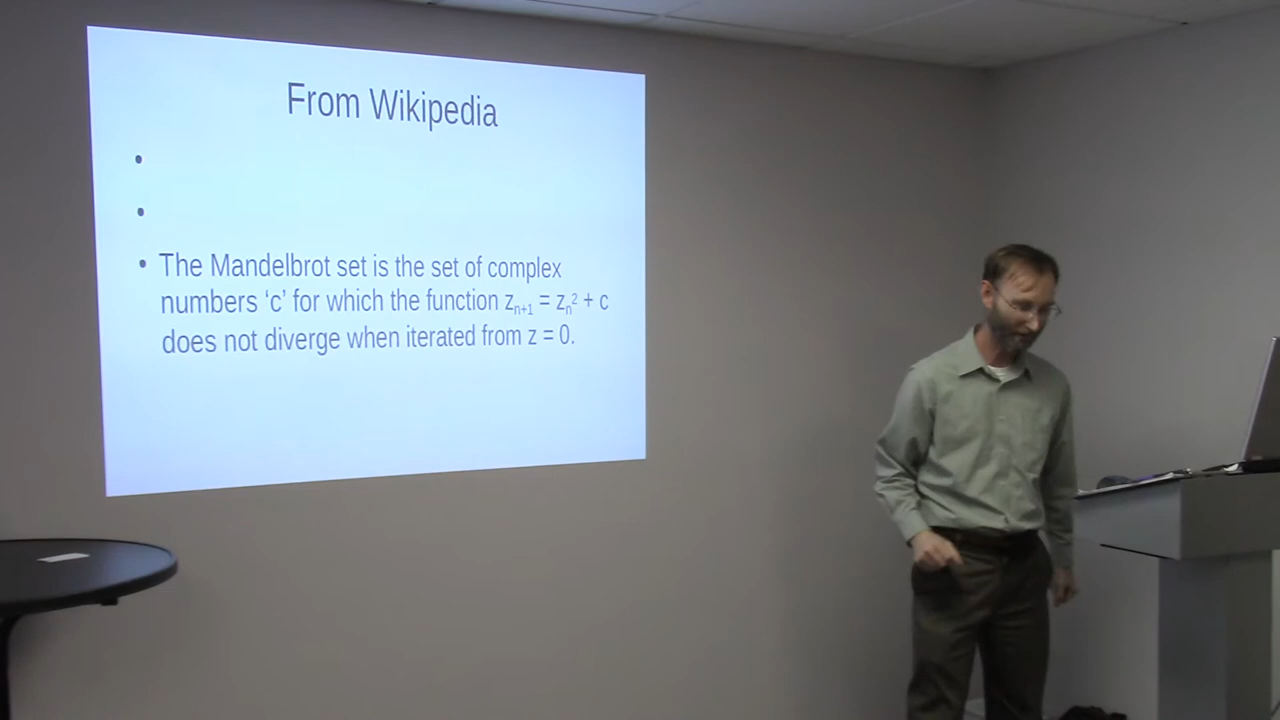 From Wikipedia
•
•
• The Mandelbrot set is the set of complex
numbers ‘c’ for which the function zₙ₊₁ = zₙ² + c
does not diverge when iterated from z = 0.